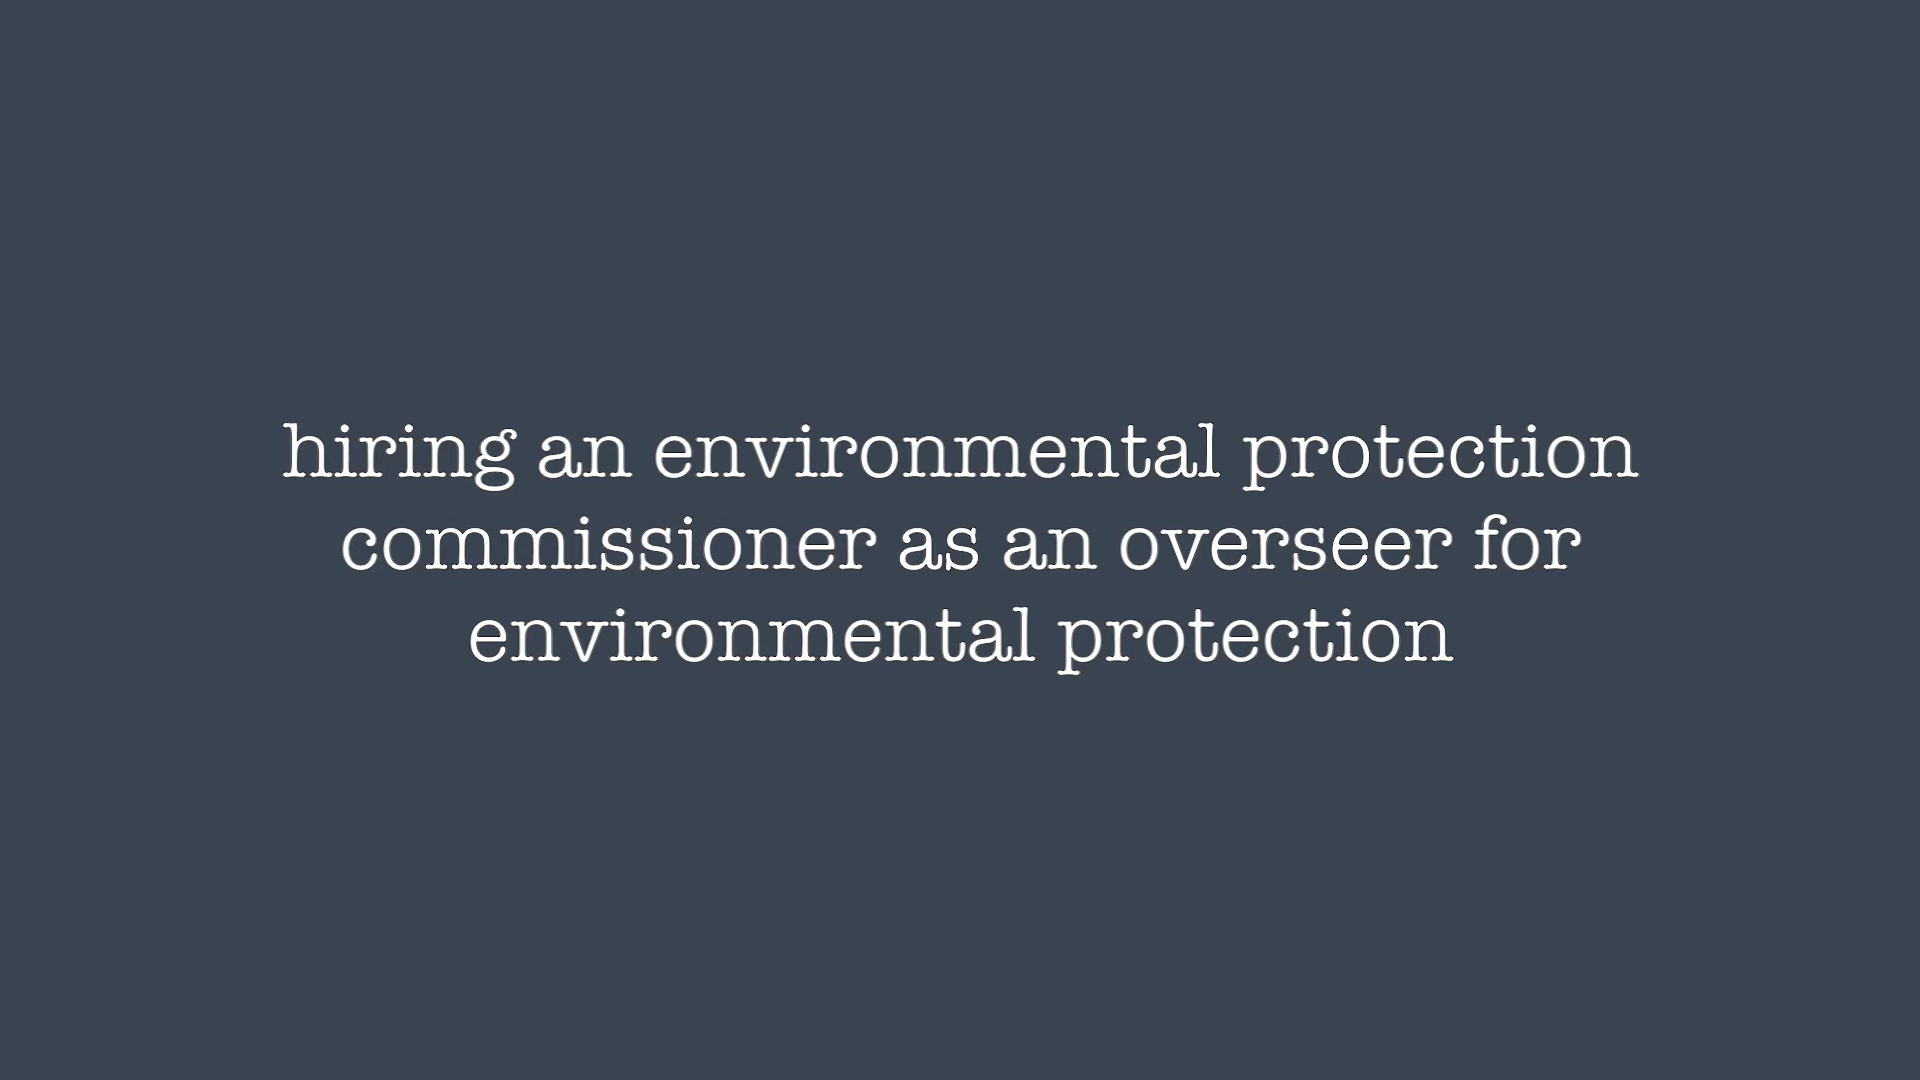 hiring an environmental protection
commissioner as an overseer for
environmental protection